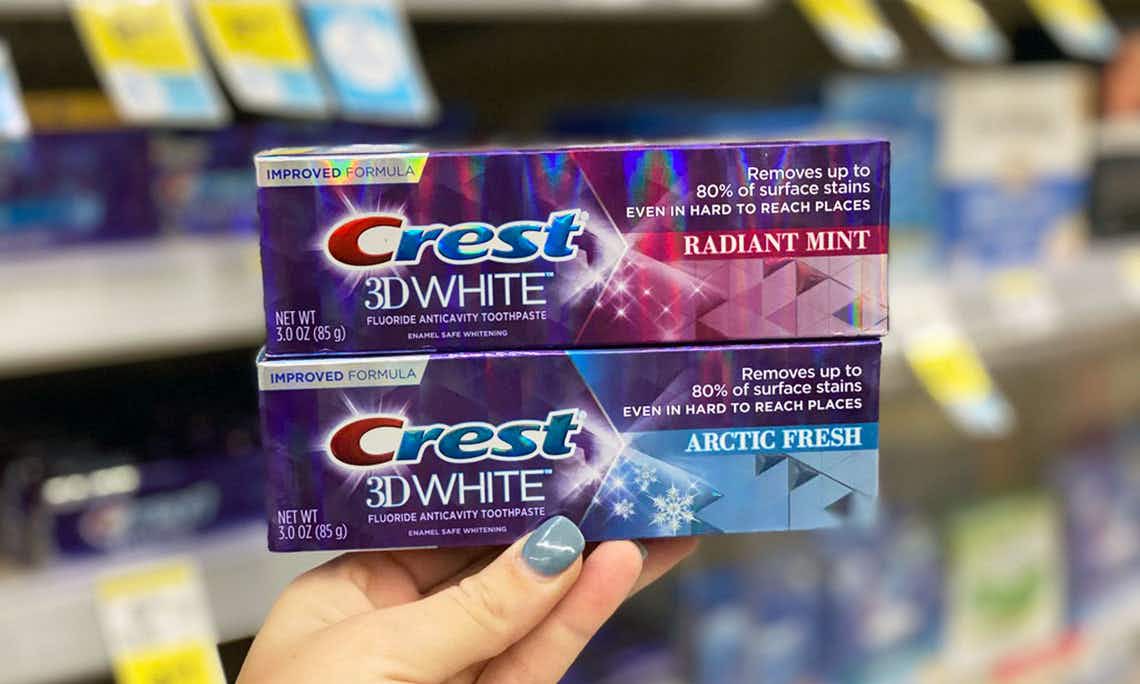 IMPROVED FORMULA
Crest
3D WHITE™
FLUORIDE ANTICAVITY TOOTHPASTE
ENAMEL SAFE WHITENING
NET WT
3.0 OZ (85 g)
Removes up to
80% of surface stains
EVEN IN HARD TO REACH PLACES
RADIANT MINT
IMPROVED FORMULA
Crest
3D WHITE™
FLUORIDE ANTICAVITY TOOTHPASTE
ENAMEL SAFE WHITENING
NET WT
3.0 OZ (85 g)
Removes up to
80% of surface stains
EVEN IN HARD TO REACH PLACES
ARCTIC FRESH